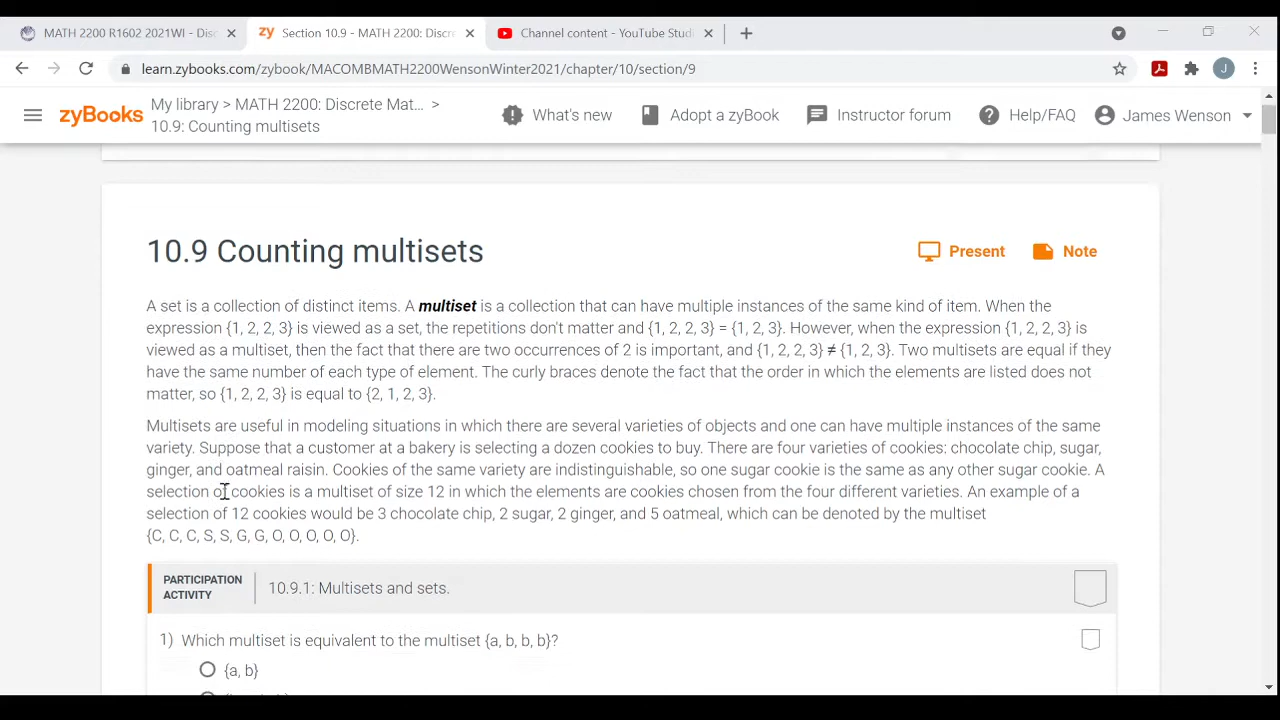 MATH 2200 R1602 2021WI - Disc
Section 10.9 - MATH 2200: Discre
Channel content - YouTube Studi
learn.zybooks.com/zybook/MACOMBMATH2200WensonWinter2021/chapter/10/section/9
J
zyBooks
My library > MATH 2200: Discrete Mat... >
10.9: Counting multisets
What's new
Adopt a zyBook
Instructor forum
Help/FAQ
James Wenson
10.9 Counting multisets
Present
Note
A set is a collection of distinct items. A multiset is a collection that can have multiple instances of the same kind of item. When the
expression {1, 2, 2, 3} is viewed as a set, the repetitions don't matter and {1, 2, 2, 3} = {1, 2, 3}. However, when the expression {1, 2, 2, 3} is
viewed as a multiset, then the fact that there are two occurrences of 2 is important, and {1, 2, 2, 3} ≠ {1, 2, 3}. Two multisets are equal if they
have the same number of each type of element. The curly braces denote the fact that the order in which the elements are listed does not
matter, so {1, 2, 2, 3} is equal to {2, 1, 2, 3}.
Multisets are useful in modeling situations in which there are several varieties of objects and one can have multiple instances of the same
variety. Suppose that a customer at a bakery is selecting a dozen cookies to buy. There are four varieties of cookies: chocolate chip, sugar,
ginger, and oatmeal raisin. Cookies of the same variety are indistinguishable, so one sugar cookie is the same as any other sugar cookie. A
selection of cookies is a multiset of size 12 in which the elements are cookies chosen from the four different varieties. An example of a
selection of 12 cookies would be 3 chocolate chip, 2 sugar, 2 ginger, and 5 oatmeal, which can be denoted by the multiset
{C, C, C, S, S, G, G, O, O, O, O, O}.
PARTICIPATION
ACTIVITY
10.9.1: Multisets and sets.
1) Which multiset is equivalent to the multiset {a, b, b, b}?
{a, b}